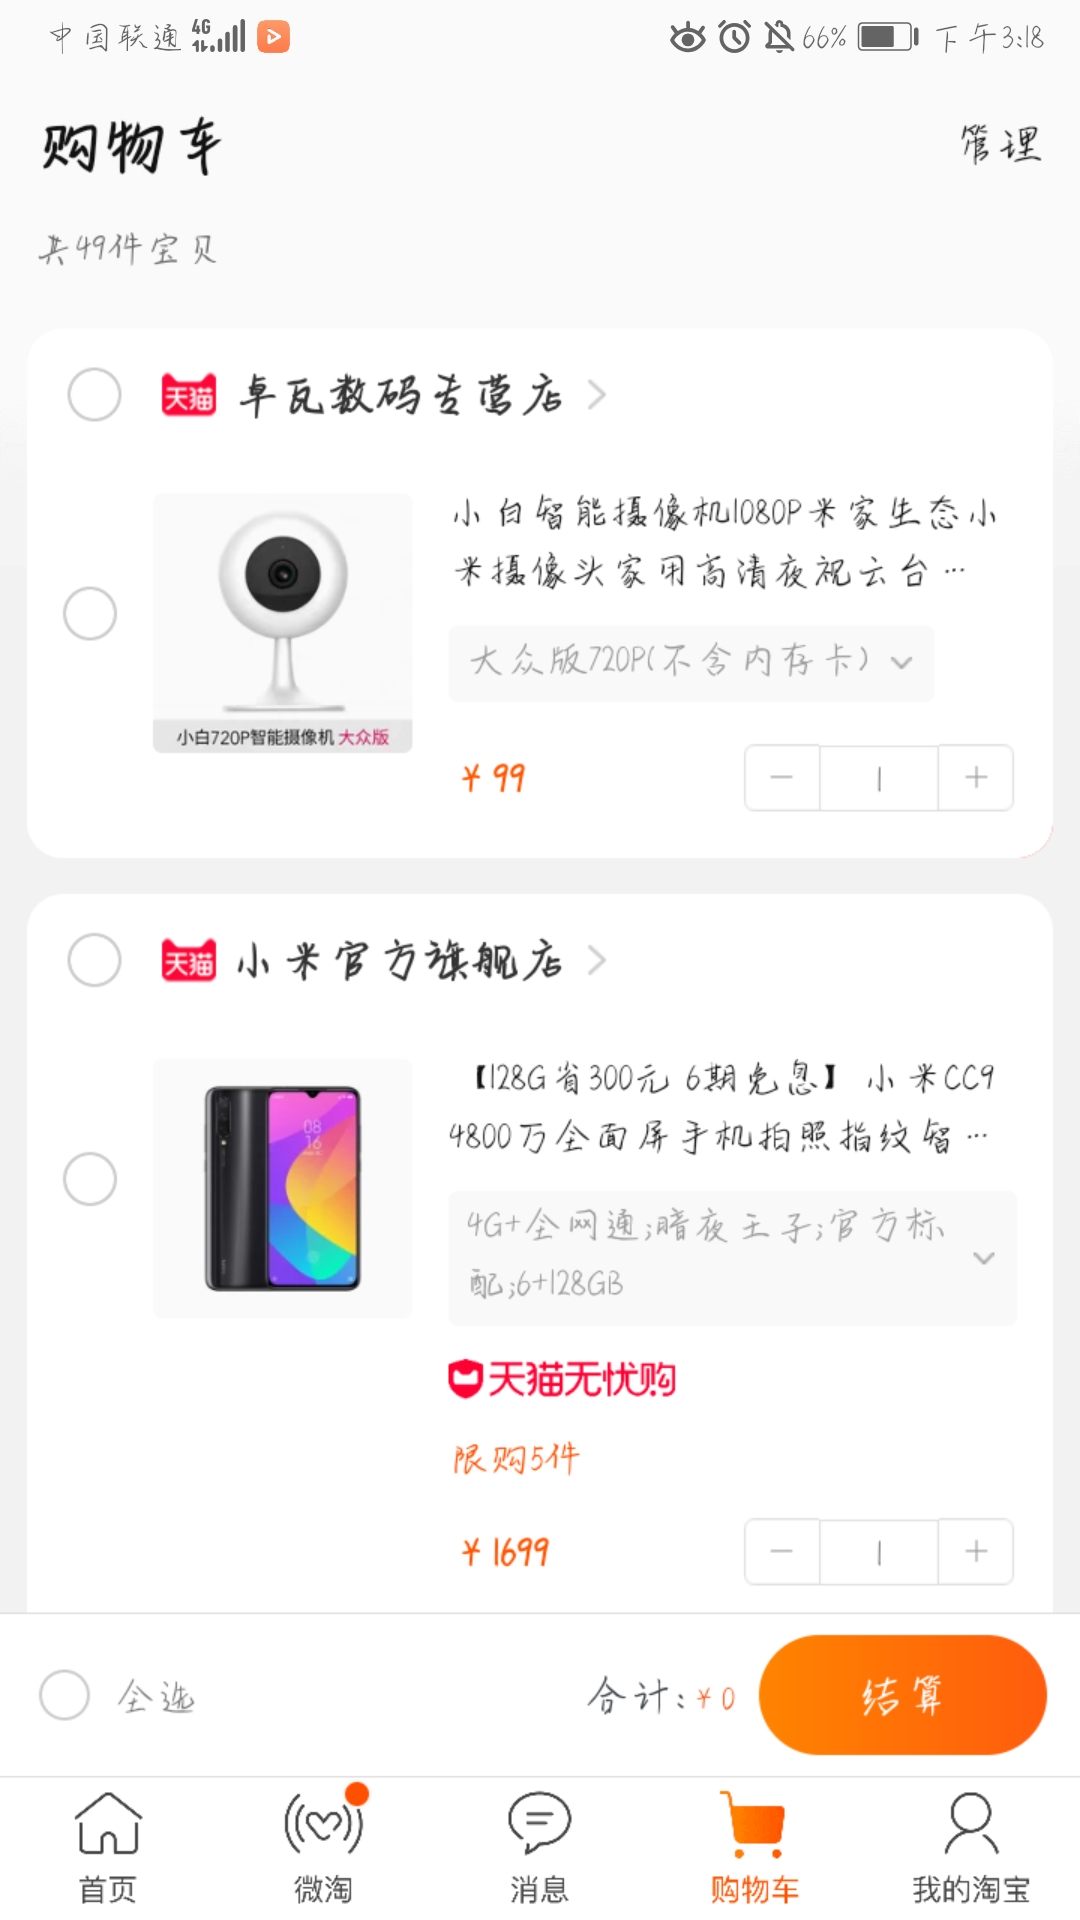 中国联通 4G 66% 下午3:18
购物车 管理
共49件宝贝
天猫 卓瓦数码专营店
小白智能摄像机1080P米家生态小
米摄像头家用高清夜视云台…
大众版720P(不含内存卡)
小白720P智能摄像机 大众版
¥ 99 — 1 +
天猫 小米官方旗舰店
【128G省300元 6期免息】 小米CC9
4800万全面屏手机拍照指纹智…
08
16
4G+全网通;暗夜王子;官方标
配;6+128GB
天猫无忧购
限购5件
¥ 1699 — 1 +
全选 合计:¥0 结算
首页 微淘 消息 购物车 我的淘宝